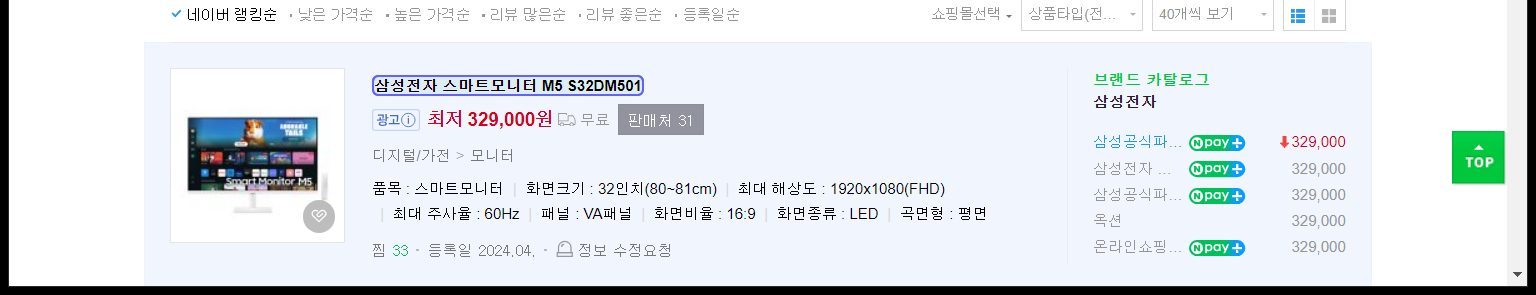 네이버 랭킹순 · 낮은 가격순 · 높은 가격순 · 리뷰 많은순 · 리뷰 좋은순 · 등록일순 쇼핑몰선택 상품타입(전... 40개씩 보기
삼성전자 스마트모니터 M5 S32DM501
광고 최저 329,000원 무료 판매처 31
디지털/가전 > 모니터
품목 : 스마트모니터 | 화면크기 : 32인치(80~81cm) | 최대 해상도 : 1920x1080(FHD)
| 최대 주사율 : 60Hz | 패널 : VA패널 | 화면비율 : 16:9 | 화면종류 : LED | 곡면형 : 평면
찜 33 · 등록일 2024.04. · 정보 수정요청
Smart Monitor M5
브랜드 카탈로그
삼성전자
삼성공식파... N pay + 329,000
삼성전자 ... N pay + 329,000
삼성공식파... N pay + 329,000
옥션 329,000
온라인쇼핑... N pay + 329,000
TOP